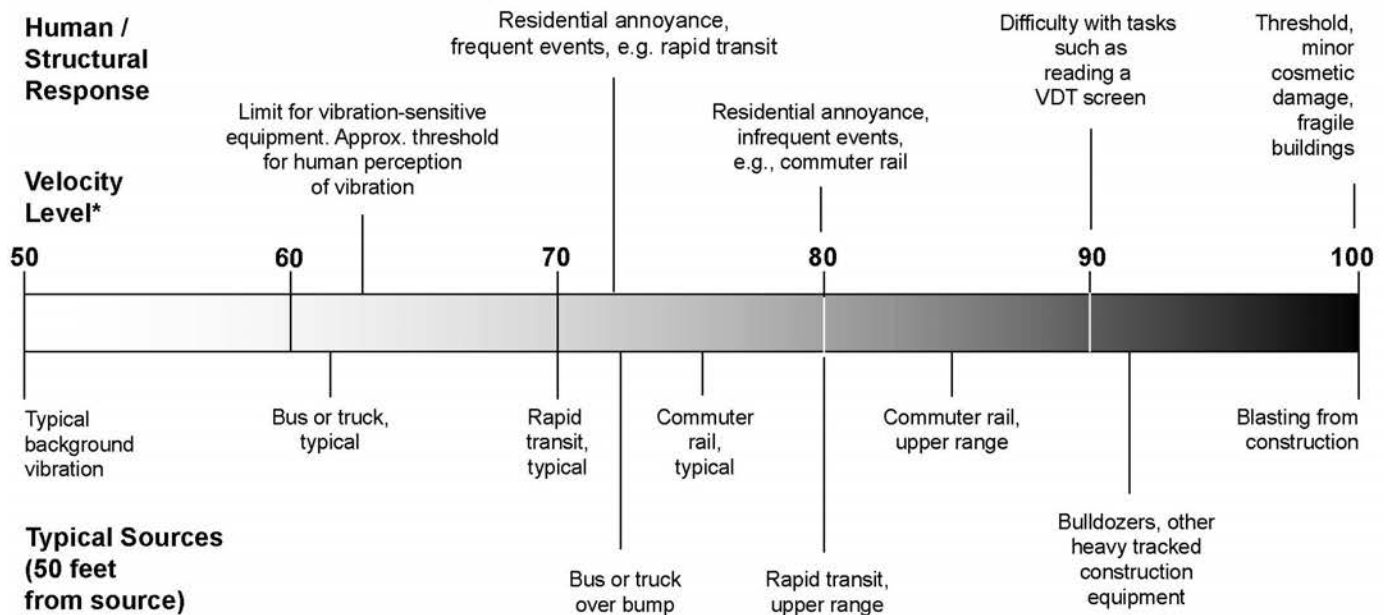 Human /
Structural
Response
Residential annoyance,
frequent events, e.g. rapid transit
Difficulty with tasks
such as
reading a
VDT screen
Threshold,
minor
cosmetic
damage,
fragile
buildings
Limit for vibration-sensitive
equipment. Approx. threshold
for human perception
of vibration
Residential annoyance,
infrequent events,
e.g., commuter rail
Velocity
Level*
50 60 70 80 90 100
Typical
background
vibration
Bus or truck,
typical
Rapid
transit,
typical
Commuter
rail,
typical
Commuter rail,
upper range
Blasting from
construction
Typical Sources
(50 feet
from source)
Bus or truck
over bump
Rapid transit,
upper range
Bulldozers, other
heavy tracked
construction
equipment